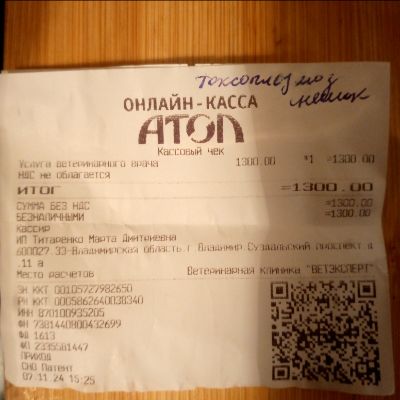 токсоплазмоз
мешок
ОНЛАЙН-КАССА
АТОЛ
Кассовый чек
Услуга ветеринарного врача 1300.00 *1 =1300 00
НДС не облагается
ИТОГ =1300.00
СУММА БЕЗ НДС =1300.00
БЕЗНАЛИЧНЫМИ =1300.00
Кассир
ИП Титаренко Марта Дмитриевна
600027.33-Владимирская область.г Владимир.Суздальский проспект д
.11 а
Место расчетов Ветеринарная клиника "ВЕТЭКСПЕРТ"
ЗН ККТ 00105727982650
РН ККТ 0005862640038340
ИНН 870100935205
ФН 7381440800432699
ФД 1613
ФП 2335581447
ПРИХОД
СНО Патент
07.11.24 15:25